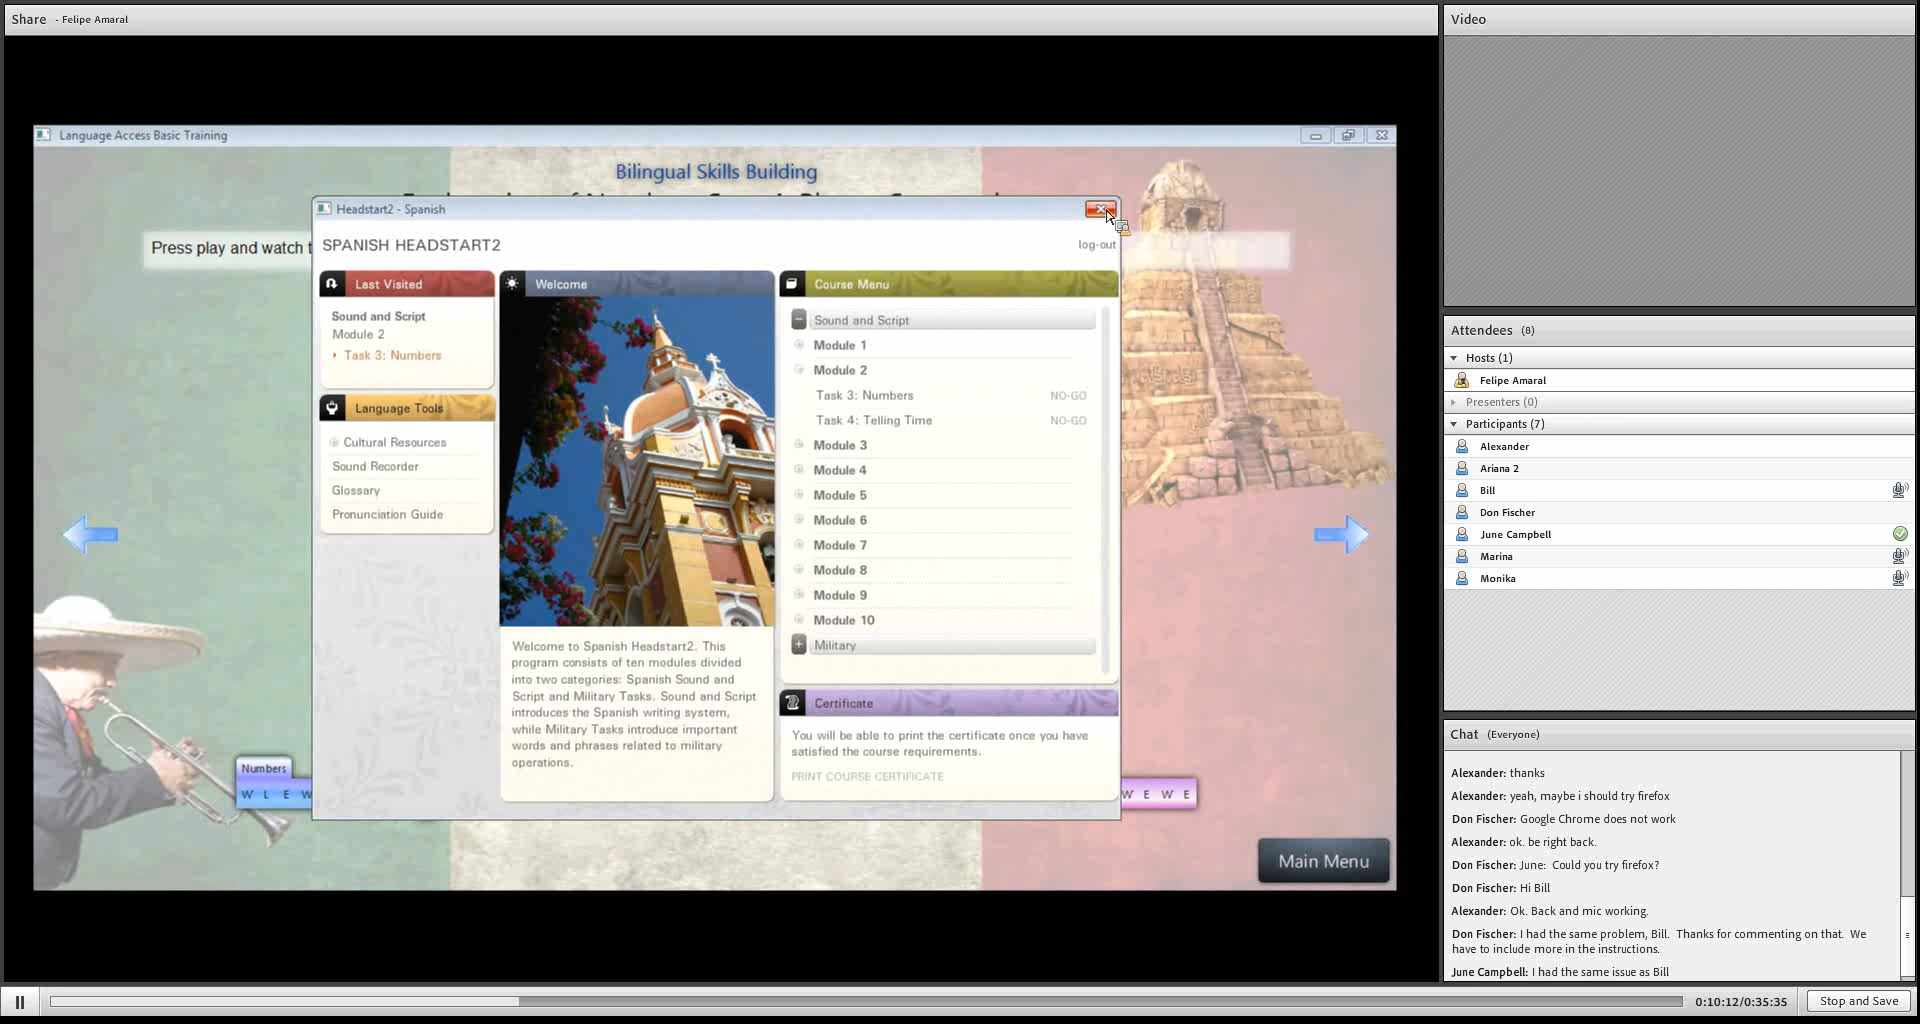 Share - Felipe Amaral
Language Access Basic Training
Bilingual Skills Building
Press play and watch t
Headstart2 - Spanish
SPANISH HEADSTART2
log-out
Last Visited
Sound and Script
Module 2
Task 3: Numbers
Language Tools
Cultural Resources
Sound Recorder
Glossary
Pronunciation Guide
Welcome
Welcome to Spanish Headstart2. This
program consists of ten modules divided
into two categories: Spanish Sound and
Script and Military Tasks. Sound and Script
introduces the Spanish writing system,
while Military Tasks introduce important
words and phrases related to military
operations.
Course Menu
Sound and Script
Module 1
Module 2
Task 3: Numbers NO-GO
Task 4: Telling Time NO-GO
Module 3
Module 4
Module 5
Module 6
Module 7
Module 8
Module 9
Module 10
Military
Certificate
You will be able to print the certificate once you have
satisfied the course requirements.
PRINT COURSE CERTIFICATE
Numbers
W L E W
W E W E
Main Menu
0:10:12/0:35:35
Stop and Save
Video
Attendees (8)
Hosts (1)
Felipe Amaral
Presenters (0)
Participants (7)
Alexander
Ariana 2
Bill
Don Fischer
June Campbell
Marina
Monika
Chat (Everyone)
Alexander: thanks
Alexander: yeah, maybe i should try firefox
Don Fischer: Google Chrome does not work
Alexander: ok. be right back.
Don Fischer: June: Could you try firefox?
Don Fischer: Hi Bill
Alexander: Ok. Back and mic working.
Don Fischer: I had the same problem, Bill. Thanks for commenting on that. We
have to include more in the instructions.
June Campbell: I had the same issue as Bill